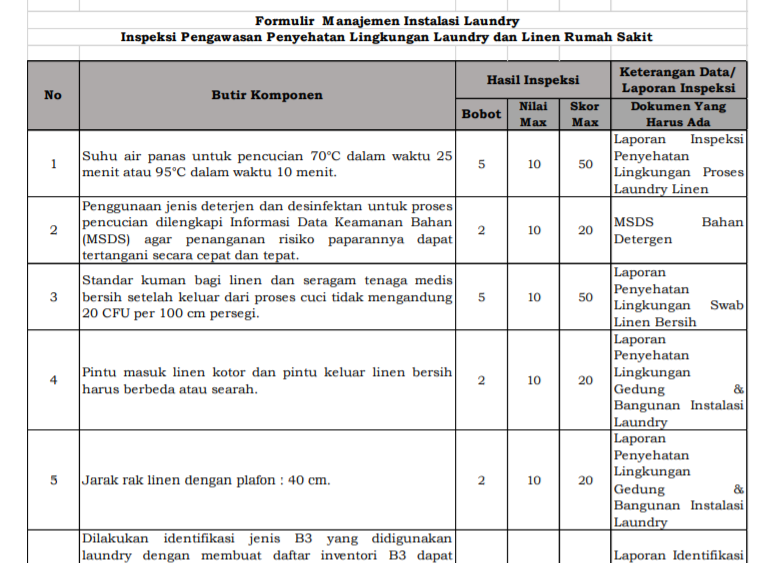 Formulir Manajemen Instalasi Laundry
Inspeksi Pengawasan Penyehatan Lingkungan Laundry dan Linen Rumah Sakit
No
Butir Komponen
Hasil Inspeksi
Keterangan Data/
Laporan Inspeksi
Bobot
Nilai
Max
Skor
Max
Dokumen Yang
Harus Ada
1
Suhu air panas untuk pencucian 70°C dalam waktu 25
menit atau 95°C dalam waktu 10 menit.
5
10
50
Laporan Inspeksi
Penyehatan
Lingkungan Proses
Laundry Linen
2
Penggunaan jenis deterjen dan desinfektan untuk proses
pencucian dilengkapi Informasi Data Keamanan Bahan
(MSDS) agar penanganan risiko paparannya dapat
tertangani secara cepat dan tepat.
2
10
20
MSDS Bahan
Detergen
3
Standar kuman bagi linen dan seragam tenaga medis
bersih setelah keluar dari proses cuci tidak mengandung
20 CFU per 100 cm persegi.
5
10
50
Laporan
Penyehatan
Lingkungan Swab
Linen Bersih
4
Pintu masuk linen kotor dan pintu keluar linen bersih
harus berbeda atau searah.
2
10
20
Laporan
Penyehatan
Lingkungan
Gedung &
Bangunan Instalasi
Laundry
5
Jarak rak linen dengan plafon : 40 cm.
2
10
20
Laporan
Penyehatan
Lingkungan
Gedung &
Bangunan Instalasi
Laundry
Dilakukan identifikasi jenis B3 yang didigunakan
laundry dengan membuat daftar inventori B3 dapat
Laporan Identifikasi